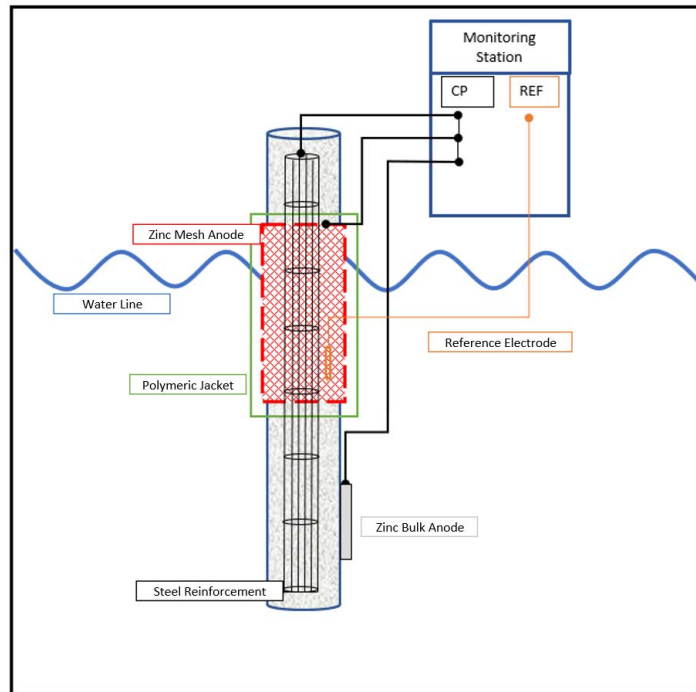 Monitoring
Station
CP
REF
Zinc Mesh Anode
Water Line
Reference Electrode
Polymeric Jacket
Zinc Bulk Anode
Steel Reinforcement